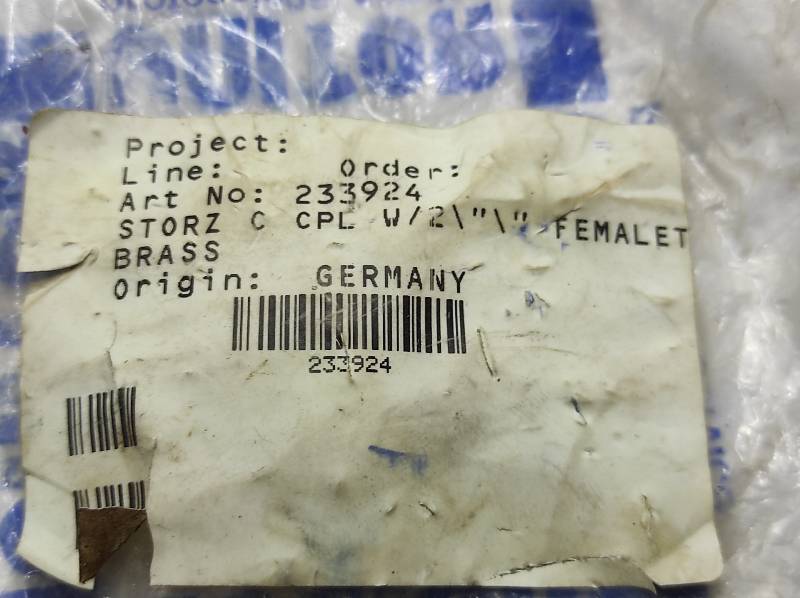 Project:
Line: Order:
Art No: 233924
STORZ C CPL W/2\"\" FEMALET
BRASS
Origin: GERMANY
233924